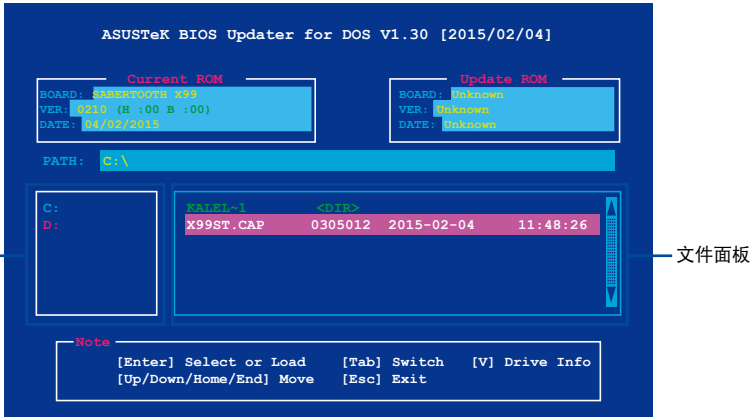 ASUSTeK BIOS Updater for DOS V1.30 [2015/02/04]
Current ROM
BOARD: SABERTOOTH X99
VER: 0210 (H :00 B :00)
DATE: 04/02/2015
Update ROM
BOARD: Unknown
VER: Unknown
DATE: Unknown
PATH: C:\
C:
D:
KALEL~1 <DIR>
X99ST.CAP 0305012 2015-02-04 11:48:26
文件面板
Note
[Enter] Select or Load [Tab] Switch [V] Drive Info
[Up/Down/Home/End] Move [Esc] Exit